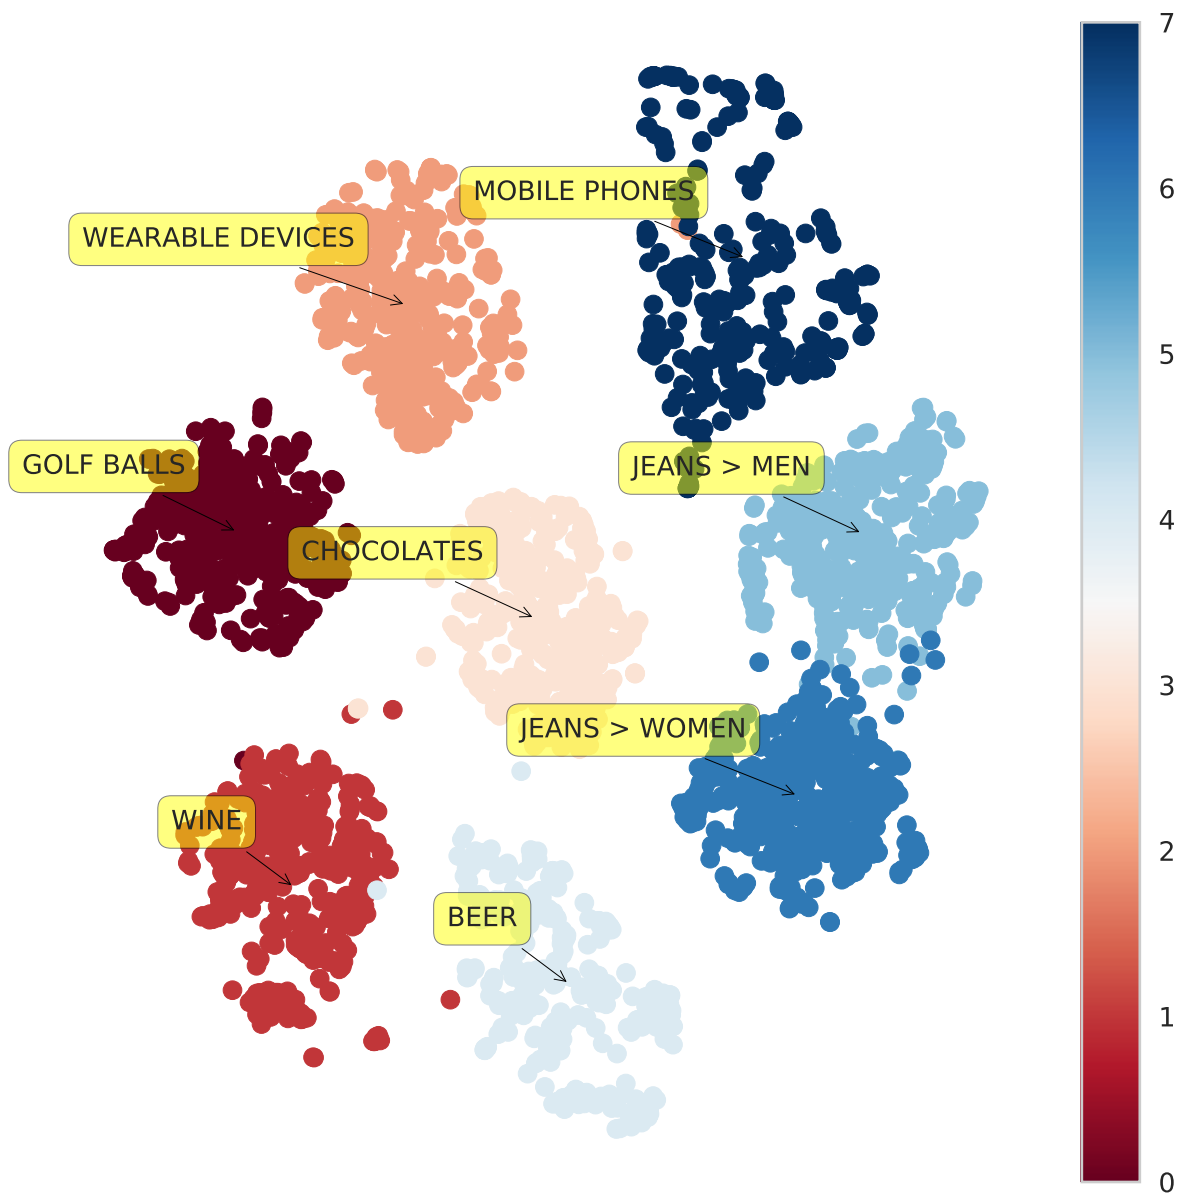 7
MOBILE PHONES
6
WEARABLE DEVICES
5
GOLF BALLS
JEANS > MEN
4
CHOCOLATES
3
JEANS > WOMEN
2
WINE
BEER
1
0